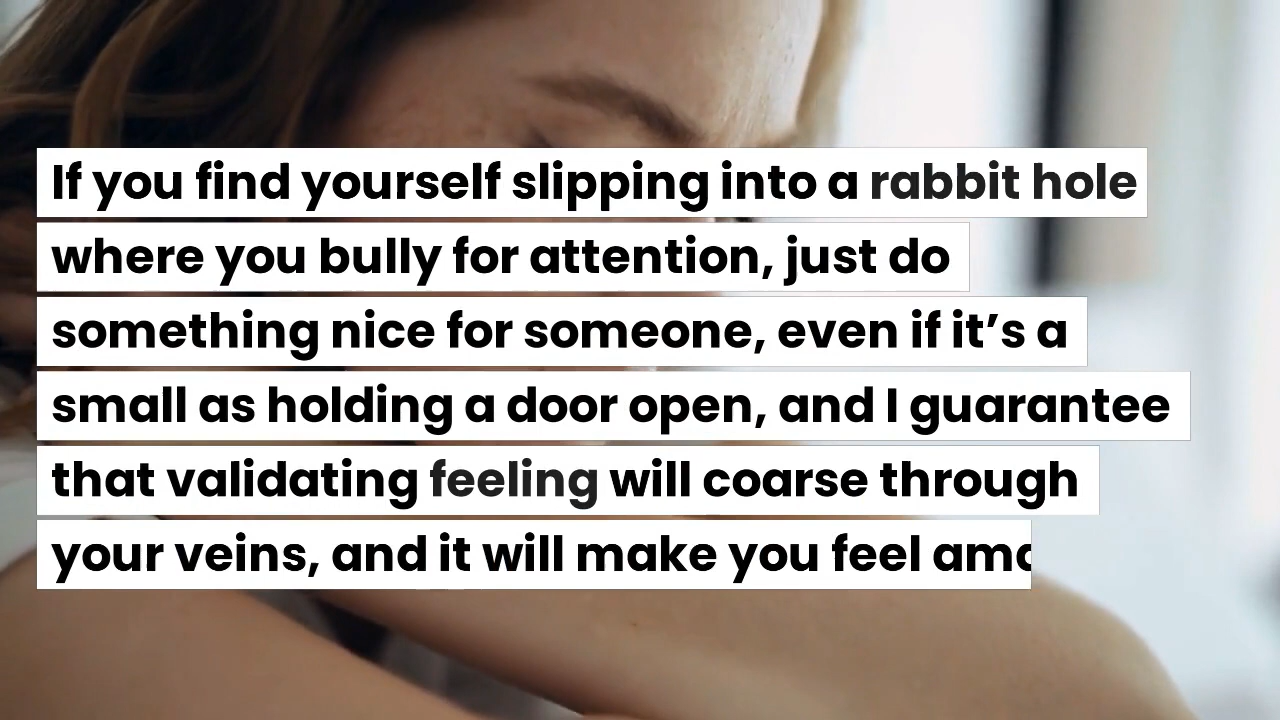 If you find yourself slipping into a rabbit hole
where you bully for attention, just do
something nice for someone, even if it’s a
small as holding a door open, and I guarantee
that validating feeling will coarse through
your veins, and it will make you feel